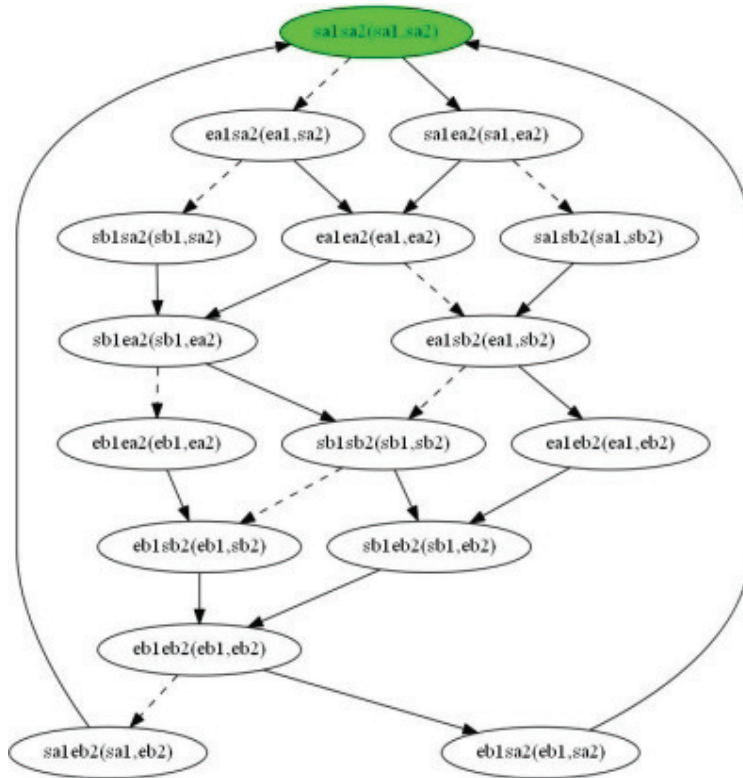 sa1sa2(sa1,sa2)
ea1sa2(ea1,sa2)
sa1ea2(sa1,ea2)
sb1sa2(sb1,sa2)
ea1ea2(ea1,ea2)
sa1sb2(sa1,sb2)
sb1ea2(sb1,ea2)
ea1sb2(ea1,sb2)
eb1ea2(eb1,ea2)
sb1sb2(sb1,sb2)
ea1eb2(ea1,eb2)
eb1sb2(eb1,sb2)
sb1eb2(sb1,eb2)
eb1eb2(eb1,eb2)
sa1eb2(sa1,eb2)
eb1sa2(eb1,sa2)